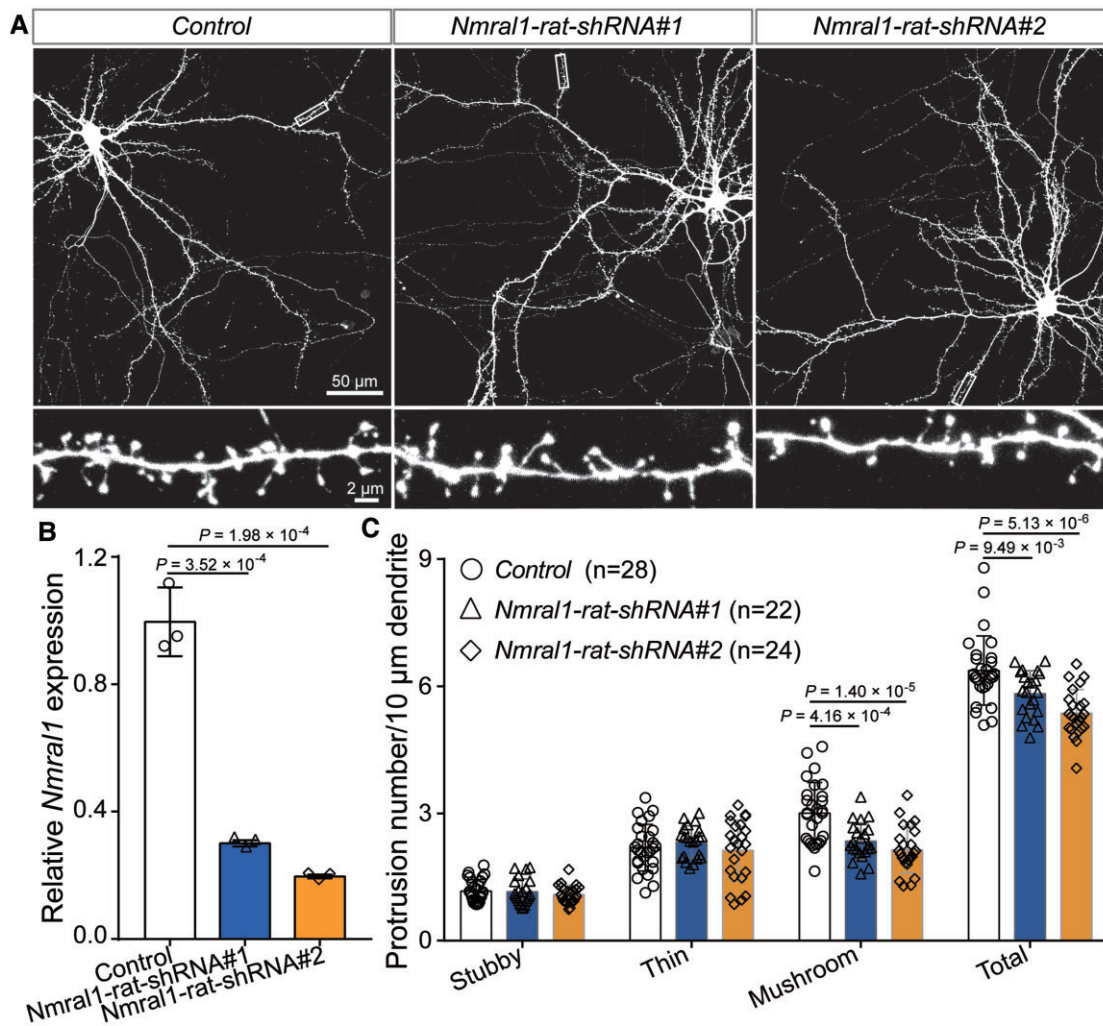 A
Control
Nmral1-rat-shRNA#1
Nmral1-rat-shRNA#2
50 µm
2 µm
B
P = 1.98 × 10-4
P = 3.52 × 10-4
1.2
0.8
0.4
0.0
Relative Nmral1 expression
Control
Nmral1-rat-shRNA#1
Nmral1-rat-shRNA#2
C
Control (n=28)
Nmral1-rat-shRNA#1 (n=22)
Nmral1-rat-shRNA#2 (n=24)
P = 5.13 × 10-6
P = 9.49 × 10-3
P = 1.40 × 10-5
P = 4.16 × 10-4
9
6
3
0
Protrusion number/10 µm dendrite
Stubby
Thin
Mushroom
Total